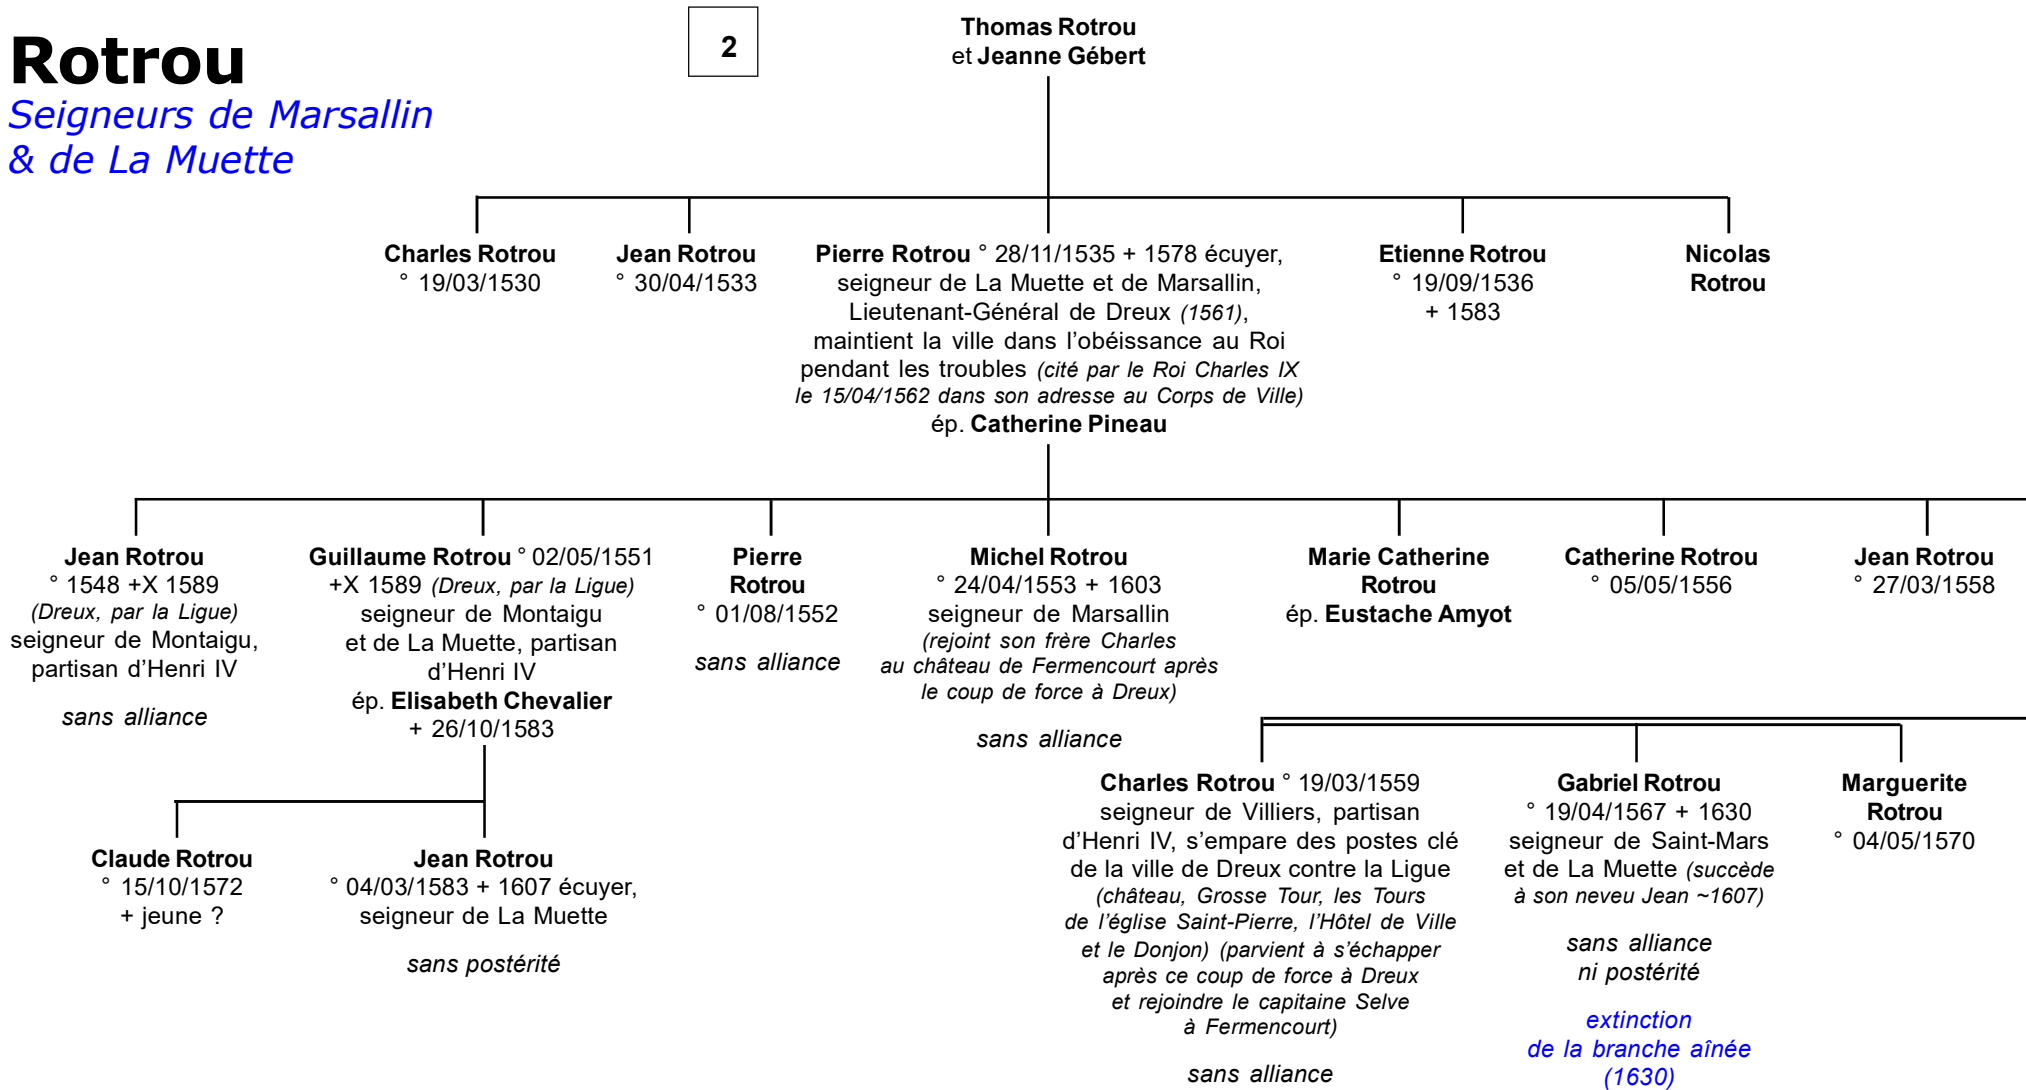 Rotrou
Seigneurs de Marsallin
& de La Muette
2
Thomas Rotrou
et Jeanne Gébert
Charles Rotrou
° 19/03/1530
Jean Rotrou
° 30/04/1533
Pierre Rotrou ° 28/11/1535 + 1578 écuyer,
seigneur de La Muette et de Marsallin,
Lieutenant-Général de Dreux (1561),
maintient la ville dans l’obéissance au Roi
pendant les troubles (cité par le Roi Charles IX
le 15/04/1562 dans son adresse au Corps de Ville)
ép. Catherine Pineau
Etienne Rotrou
° 19/09/1536
+ 1583
Nicolas
Rotrou
Jean Rotrou
° 1548 +X 1589
(Dreux, par la Ligue)
seigneur de Montaigu,
partisan d’Henri IV
sans alliance
Guillaume Rotrou ° 02/05/1551
+X 1589 (Dreux, par la Ligue)
seigneur de Montaigu
et de La Muette, partisan
d’Henri IV
ép. Elisabeth Chevalier
+ 26/10/1583
Pierre
Rotrou
° 01/08/1552
sans alliance
Michel Rotrou
° 24/04/1553 + 1603
seigneur de Marsallin
(rejoint son frère Charles
au château de Fermencourt après
le coup de force à Dreux)
sans alliance
Marie Catherine
Rotrou
ép. Eustache Amyot
Catherine Rotrou
° 05/05/1556
Jean Rotrou
° 27/03/1558
Claude Rotrou
° 15/10/1572
+ jeune ?
Jean Rotrou
° 04/03/1583 + 1607 écuyer,
seigneur de La Muette
sans postérité
Charles Rotrou ° 19/03/1559
seigneur de Villiers, partisan
d’Henri IV, s’empare des postes clé
de la ville de Dreux contre la Ligue
(château, Grosse Tour, les Tours
de l’église Saint-Pierre, l’Hôtel de Ville
et le Donjon) (parvient à s’échapper
après ce coup de force à Dreux
et rejoindre le capitaine Selve
à Fermencourt)
sans alliance
Gabriel Rotrou
° 19/04/1567 + 1630
seigneur de Saint-Mars
et de La Muette (succède
à son neveu Jean ~1607)
sans alliance
ni postérité
extinction
de la branche aînée
(1630)
Marguerite
Rotrou
° 04/05/1570